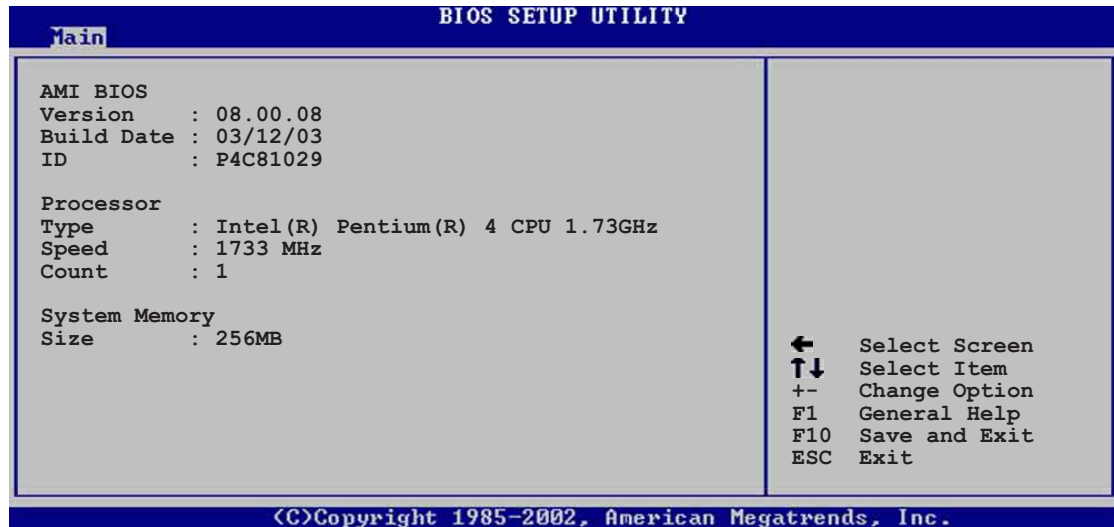 BIOS SETUP UTILITY
Main
AMI BIOS
Version : 08.00.08
Build Date : 03/12/03
ID : P4C81029
Processor
Type : Intel(R) Pentium(R) 4 CPU 1.73GHz
Speed : 1733 MHz
Count : 1
System Memory
Size : 256MB
← Select Screen
↑↓ Select Item
+- Change Option
F1 General Help
F10 Save and Exit
ESC Exit
(C)Copyright 1985-2002, American Megatrends, Inc.